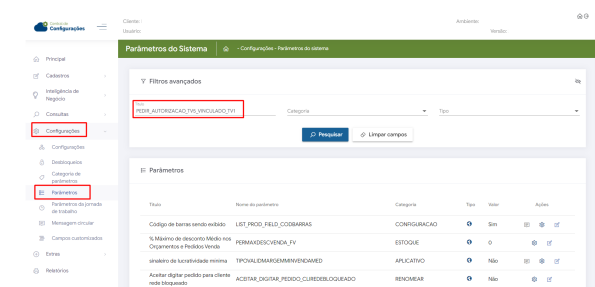 Central de
Configurações
Cliente:
Usuário:
Ambiente:
Versão:
Parâmetros do Sistema - Configurações - Parâmetros do sistema
Principal
Cadastros
Inteligência de
Negócio
Consultas
Configurações
Configurações
Desbloqueios
Categoria de
parâmetros
Parâmetros
Parâmetros da jornada
de trabalho
Mensagem circular
Campos customizados
Extras
Relatórios
Filtros avançados
Título
PEDIR_AUTORIZACAO_TV5_VINCULADO_TV1
Categoria
Tipo
Pesquisar
Limpar campos
Parâmetros
Título Nome do parâmetro Categoria Tipo Valor Ações
Código de barras sendo exibido LIST_PROD_FIELD_CODBARRAS CONFIGURACAO Sim
% Máximo de desconto Médio nos
Orçamentos e Pedidos Venda PERMAXDESCVENDA_FV ESTOQUE 0
sinaleiro de lucratividade minima TIPOVALIDMARGEMMINVENDAMED APLICATIVO Não
Aceitar digitar pedido para cliente
rede bloqueado ACEITAR_DIGITAR_PEDIDO_CLIREDEBLOQUEADO RENOMEAR Não